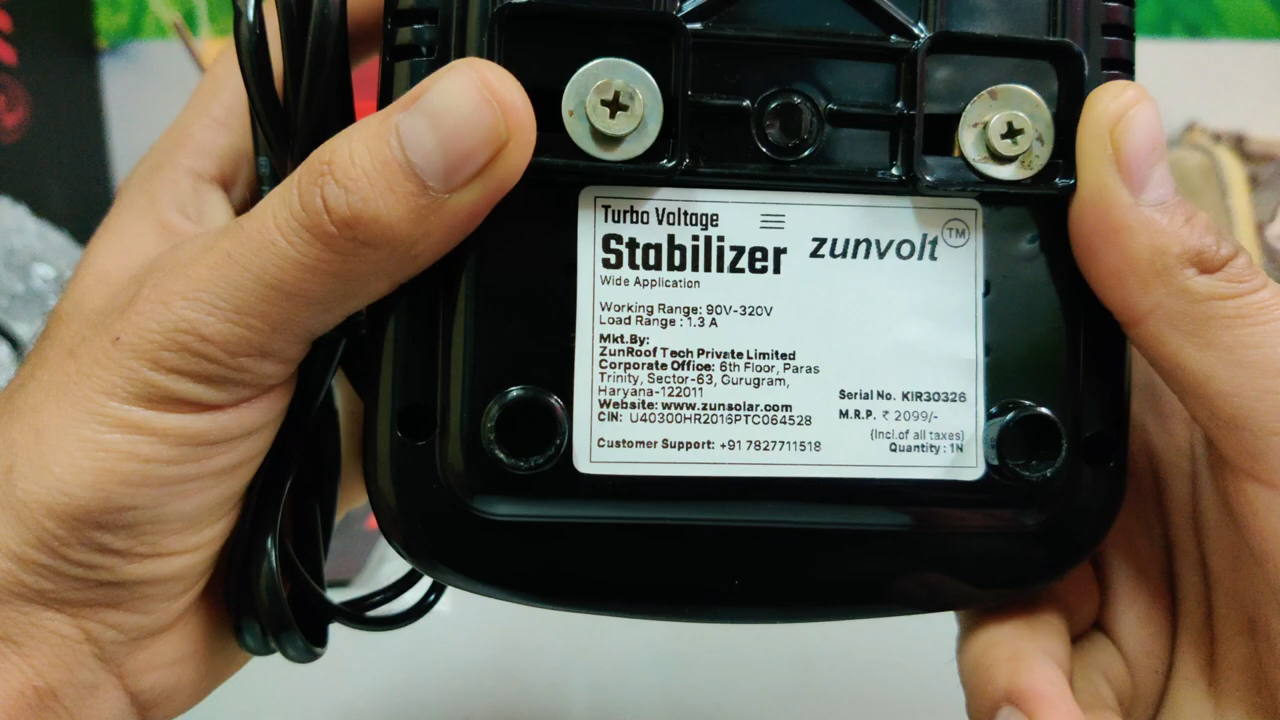 Turbo Voltage
Stabilizer
zunvolt TM
Wide Application
Working Range: 90V-320V
Load Range : 1.3 A
Mkt.By:
ZunRoof Tech Private Limited
Corporate Office: 6th Floor, Paras
Trinity, Sector-63, Gurugram,
Haryana-122011
Website: www.zunsolar.com
CIN: U40300HR2016PTC064528
Customer Support: +91 7827711518
Serial No. KIR30326
M.R.P. ₹ 2099/-
(Incl.of all taxes)
Quantity : 1N